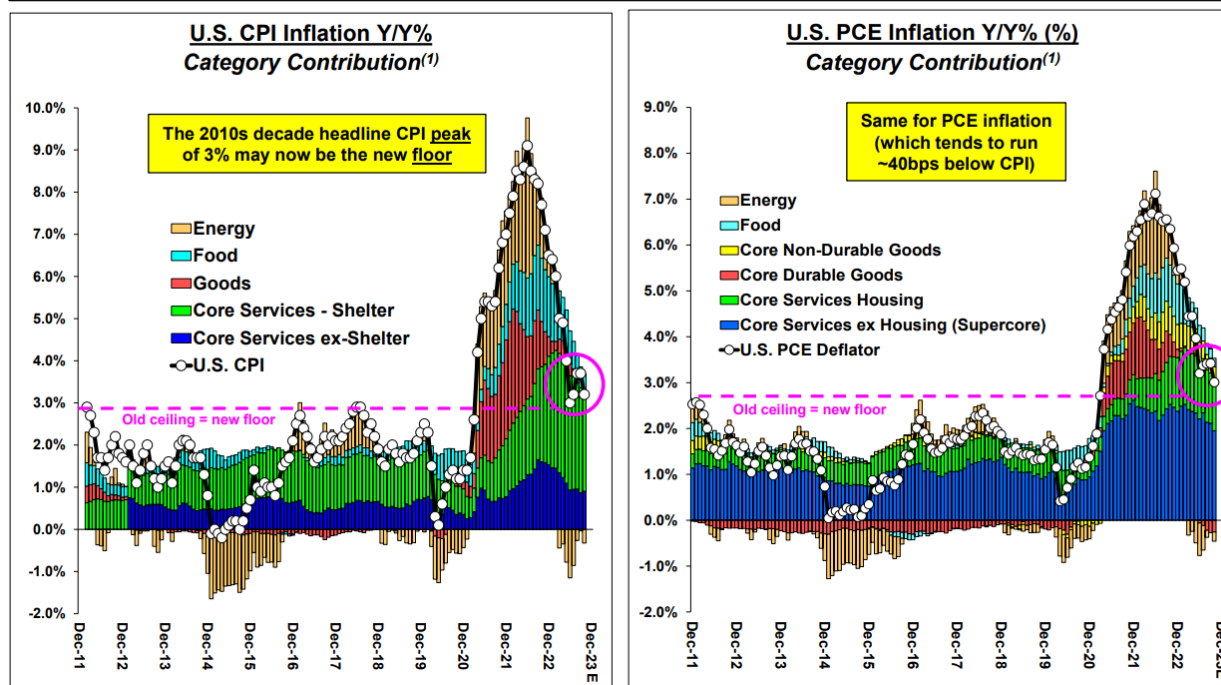 U.S. CPI Inflation Y/Y%
Category Contribution(1)
10.0%
9.0%
8.0%
7.0%
6.0%
5.0%
4.0%
3.0%
2.0%
1.0%
0.0%
-1.0%
-2.0%
The 2010s decade headline CPI peak
of 3% may now be the new floor
Energy
Food
Goods
Core Services - Shelter
Core Services ex-Shelter
U.S. CPI
Old ceiling = new floor
Dec-11
Dec-12
Dec-13
Dec-14
Dec-15
Dec-16
Dec-17
Dec-18
Dec-19
Dec-20
Dec-21
Dec-22
Dec-23 E
U.S. PCE Inflation Y/Y% (%)
Category Contribution(1)
9.0%
8.0%
7.0%
6.0%
5.0%
4.0%
3.0%
2.0%
1.0%
0.0%
-1.0%
-2.0%
Same for PCE inflation
(which tends to run
~40bps below CPI)
Energy
Food
Core Non-Durable Goods
Core Durable Goods
Core Services Housing
Core Services ex Housing (Supercore)
U.S. PCE Deflator
Old ceiling = new floor
Dec-11
Dec-12
Dec-13
Dec-14
Dec-15
Dec-16
Dec-17
Dec-18
Dec-19
Dec-20
Dec-21
Dec-22
Dec-23E